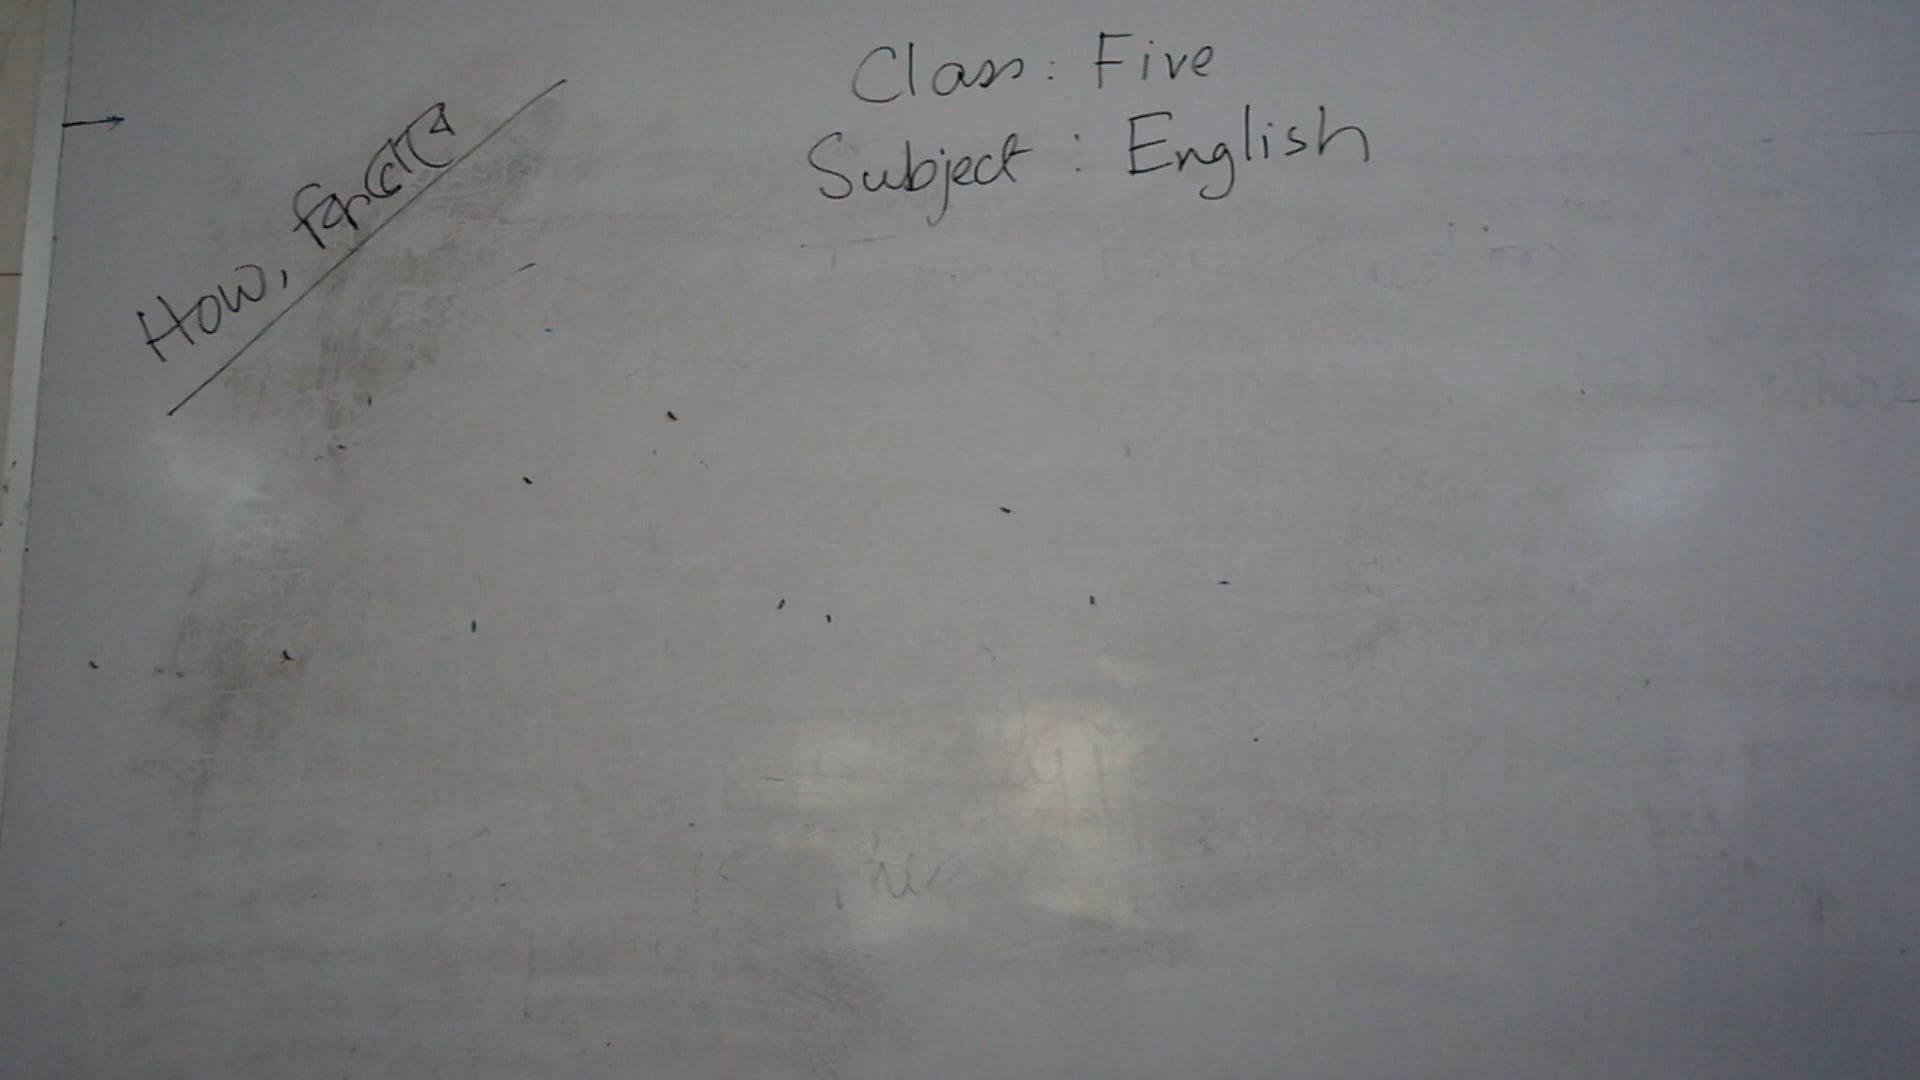 Class: Five
Subject: English
How, কিভাবে